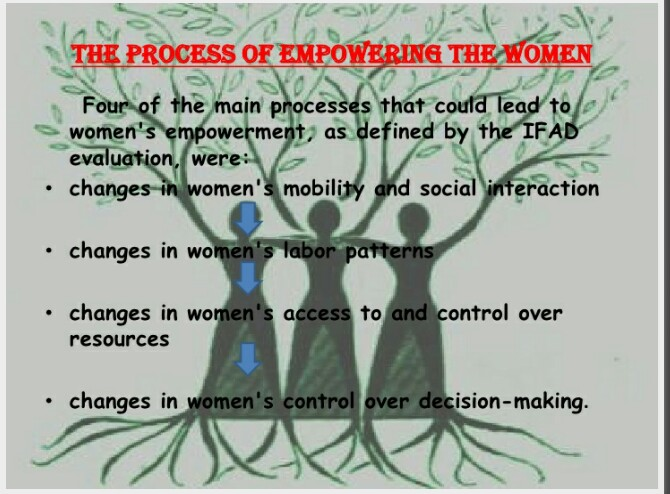 THE PROCESS OF EMPOWERING THE WOMEN
Four of the main processes that could lead to
women's empowerment, as defined by the IFAD
evaluation, were:
• changes in women's mobility and social interaction
• changes in women's labor patterns
• changes in women's access to and control over
resources
• changes in women's control over decision-making.